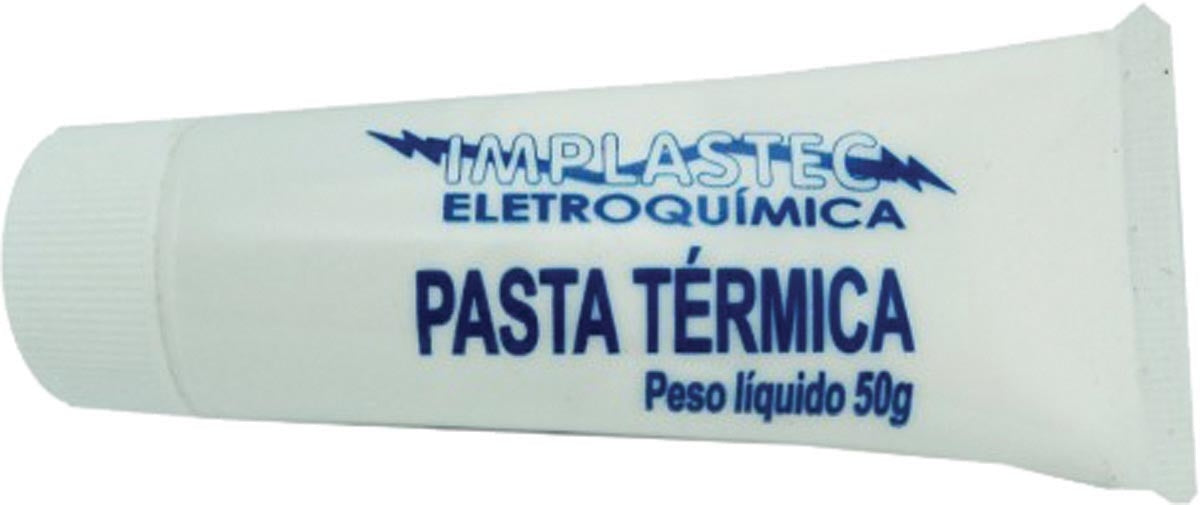 IMPLASTEC
ELETROQUÍMICA
PASTA TÉRMICA
Peso líquido 50g